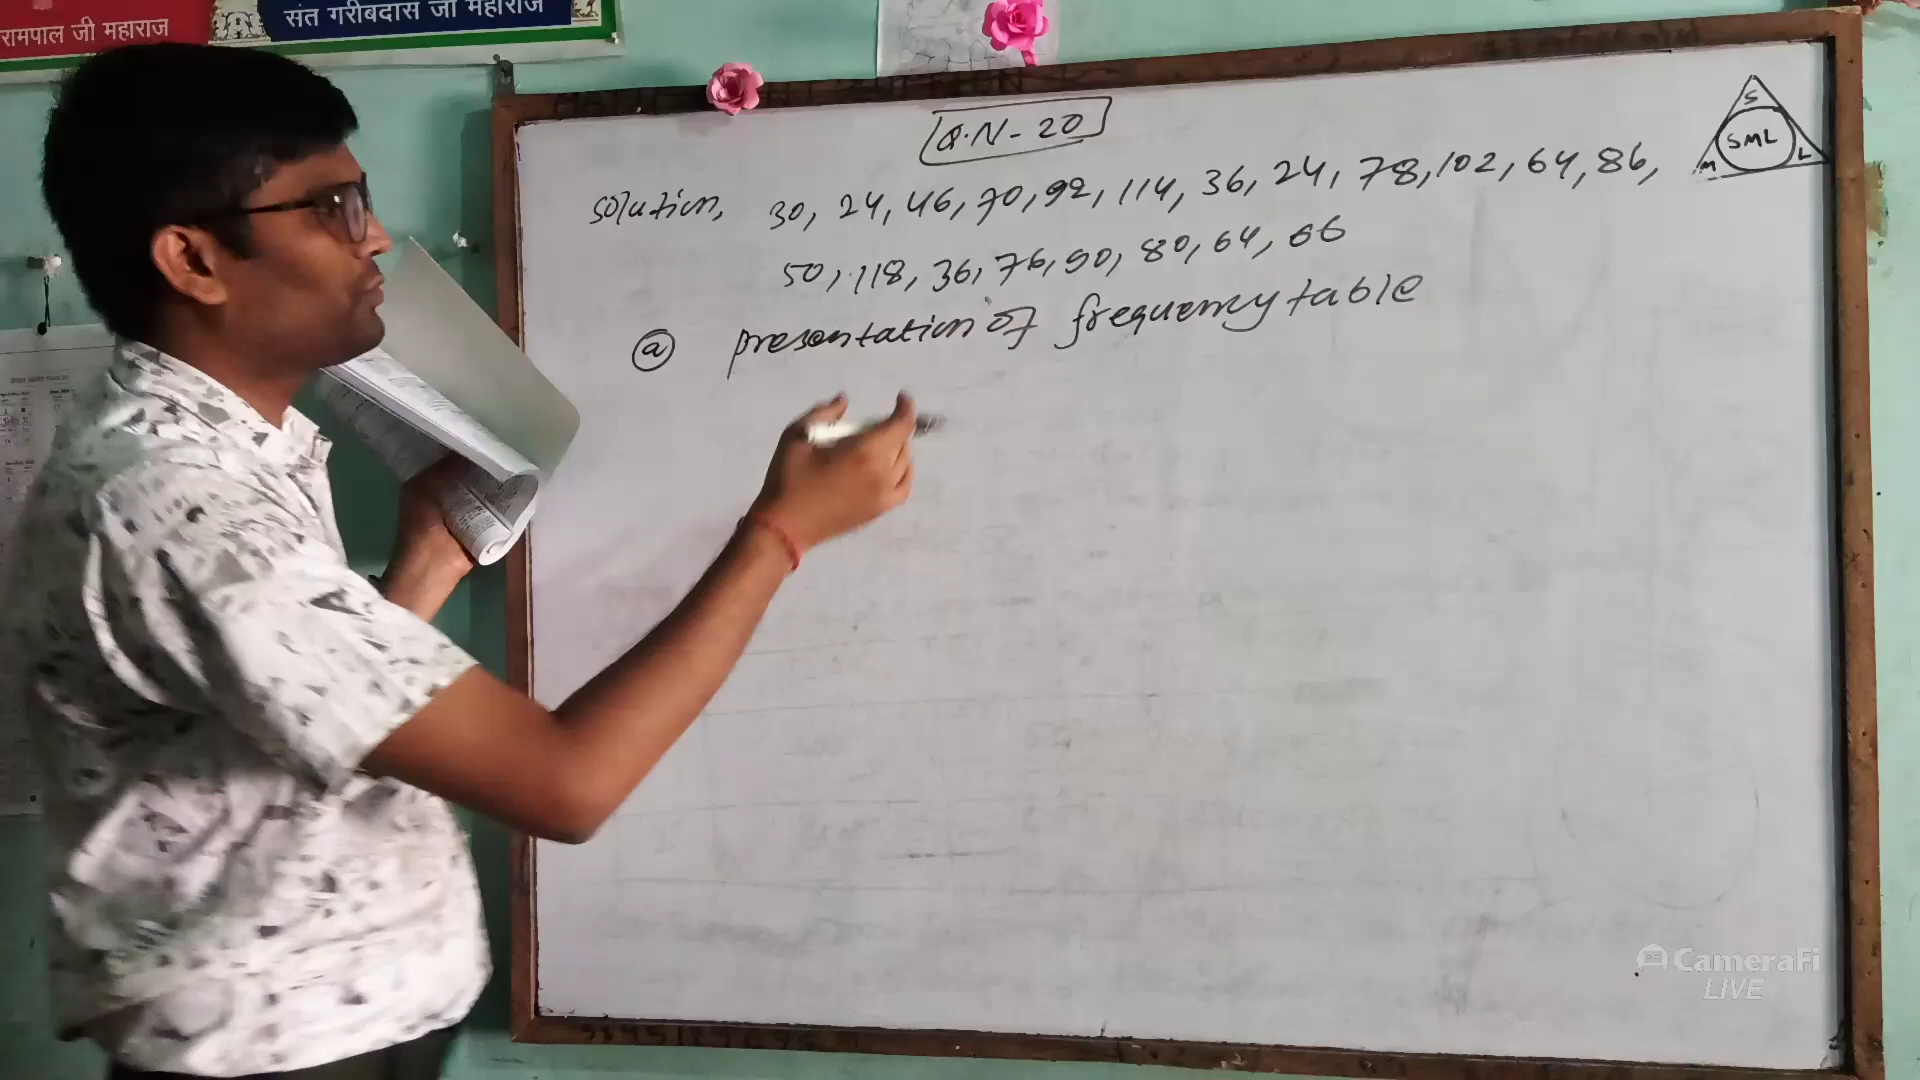 रामपाल जी महाराज
संत गरीबदास जी महाराज
Q.N-20
S
SML
M
L
solution, 30, 24, 46, 70, 92, 114, 36, 24, 78, 102, 64, 86,
50, 118, 36, 76, 90, 80, 64, 66
(a) presentation of frequency table
CameraFi
LIVE